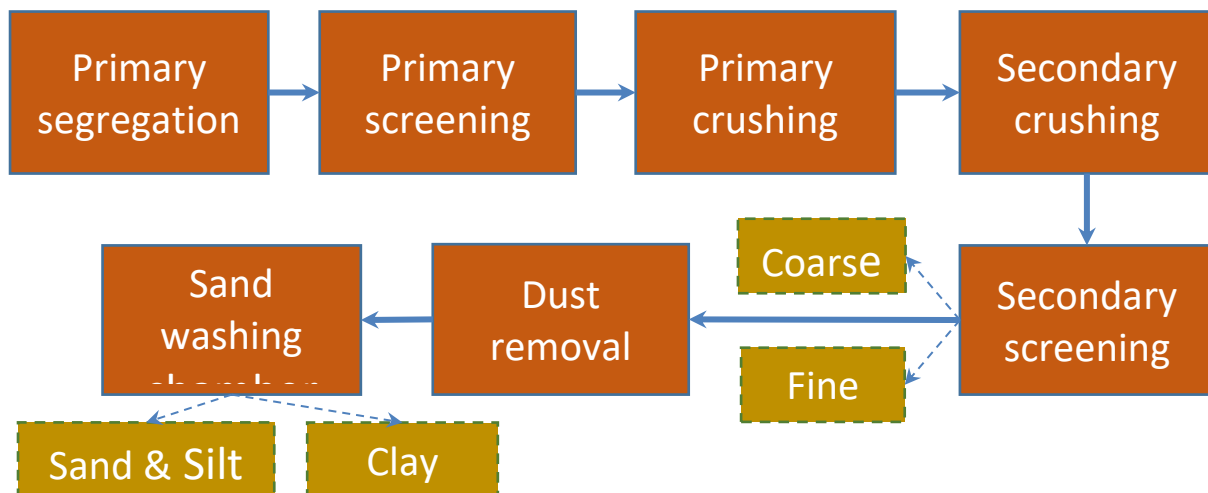 Primary
segregation
Primary
screening
Primary
crushing
Secondary
crushing
Secondary
screening
Coarse
Fine
Dust
removal
Sand
washing
Sand & Silt
Clay